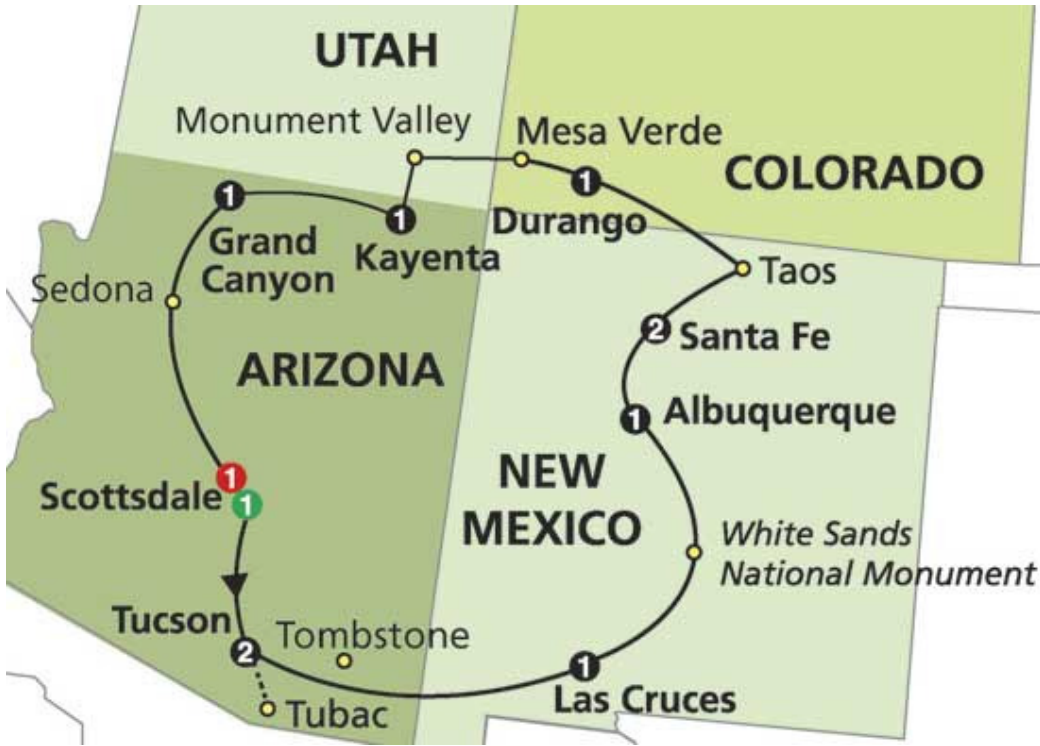 UTAH
Monument Valley
Mesa Verde
COLORADO
1
1
1
Durango
Grand
Canyon
Kayenta
Taos
Sedona
2
Santa Fe
ARIZONA
1
Albuquerque
NEW
MEXICO
1
Scottsdale
1
White Sands
National Monument
Tucson
2
Tombstone
1
Las Cruces
Tubac